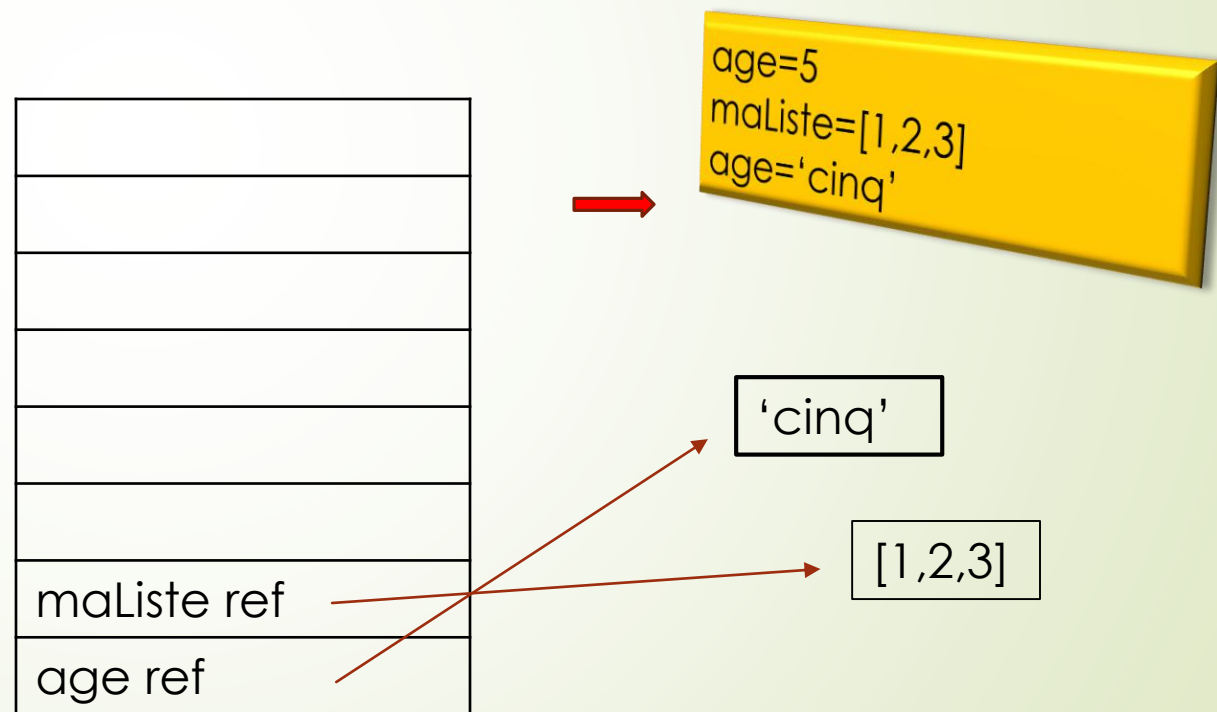 age=5
maListe=[1,2,3]
age=‘cinq’
‘cinq’
[1,2,3]
maListe ref
age ref